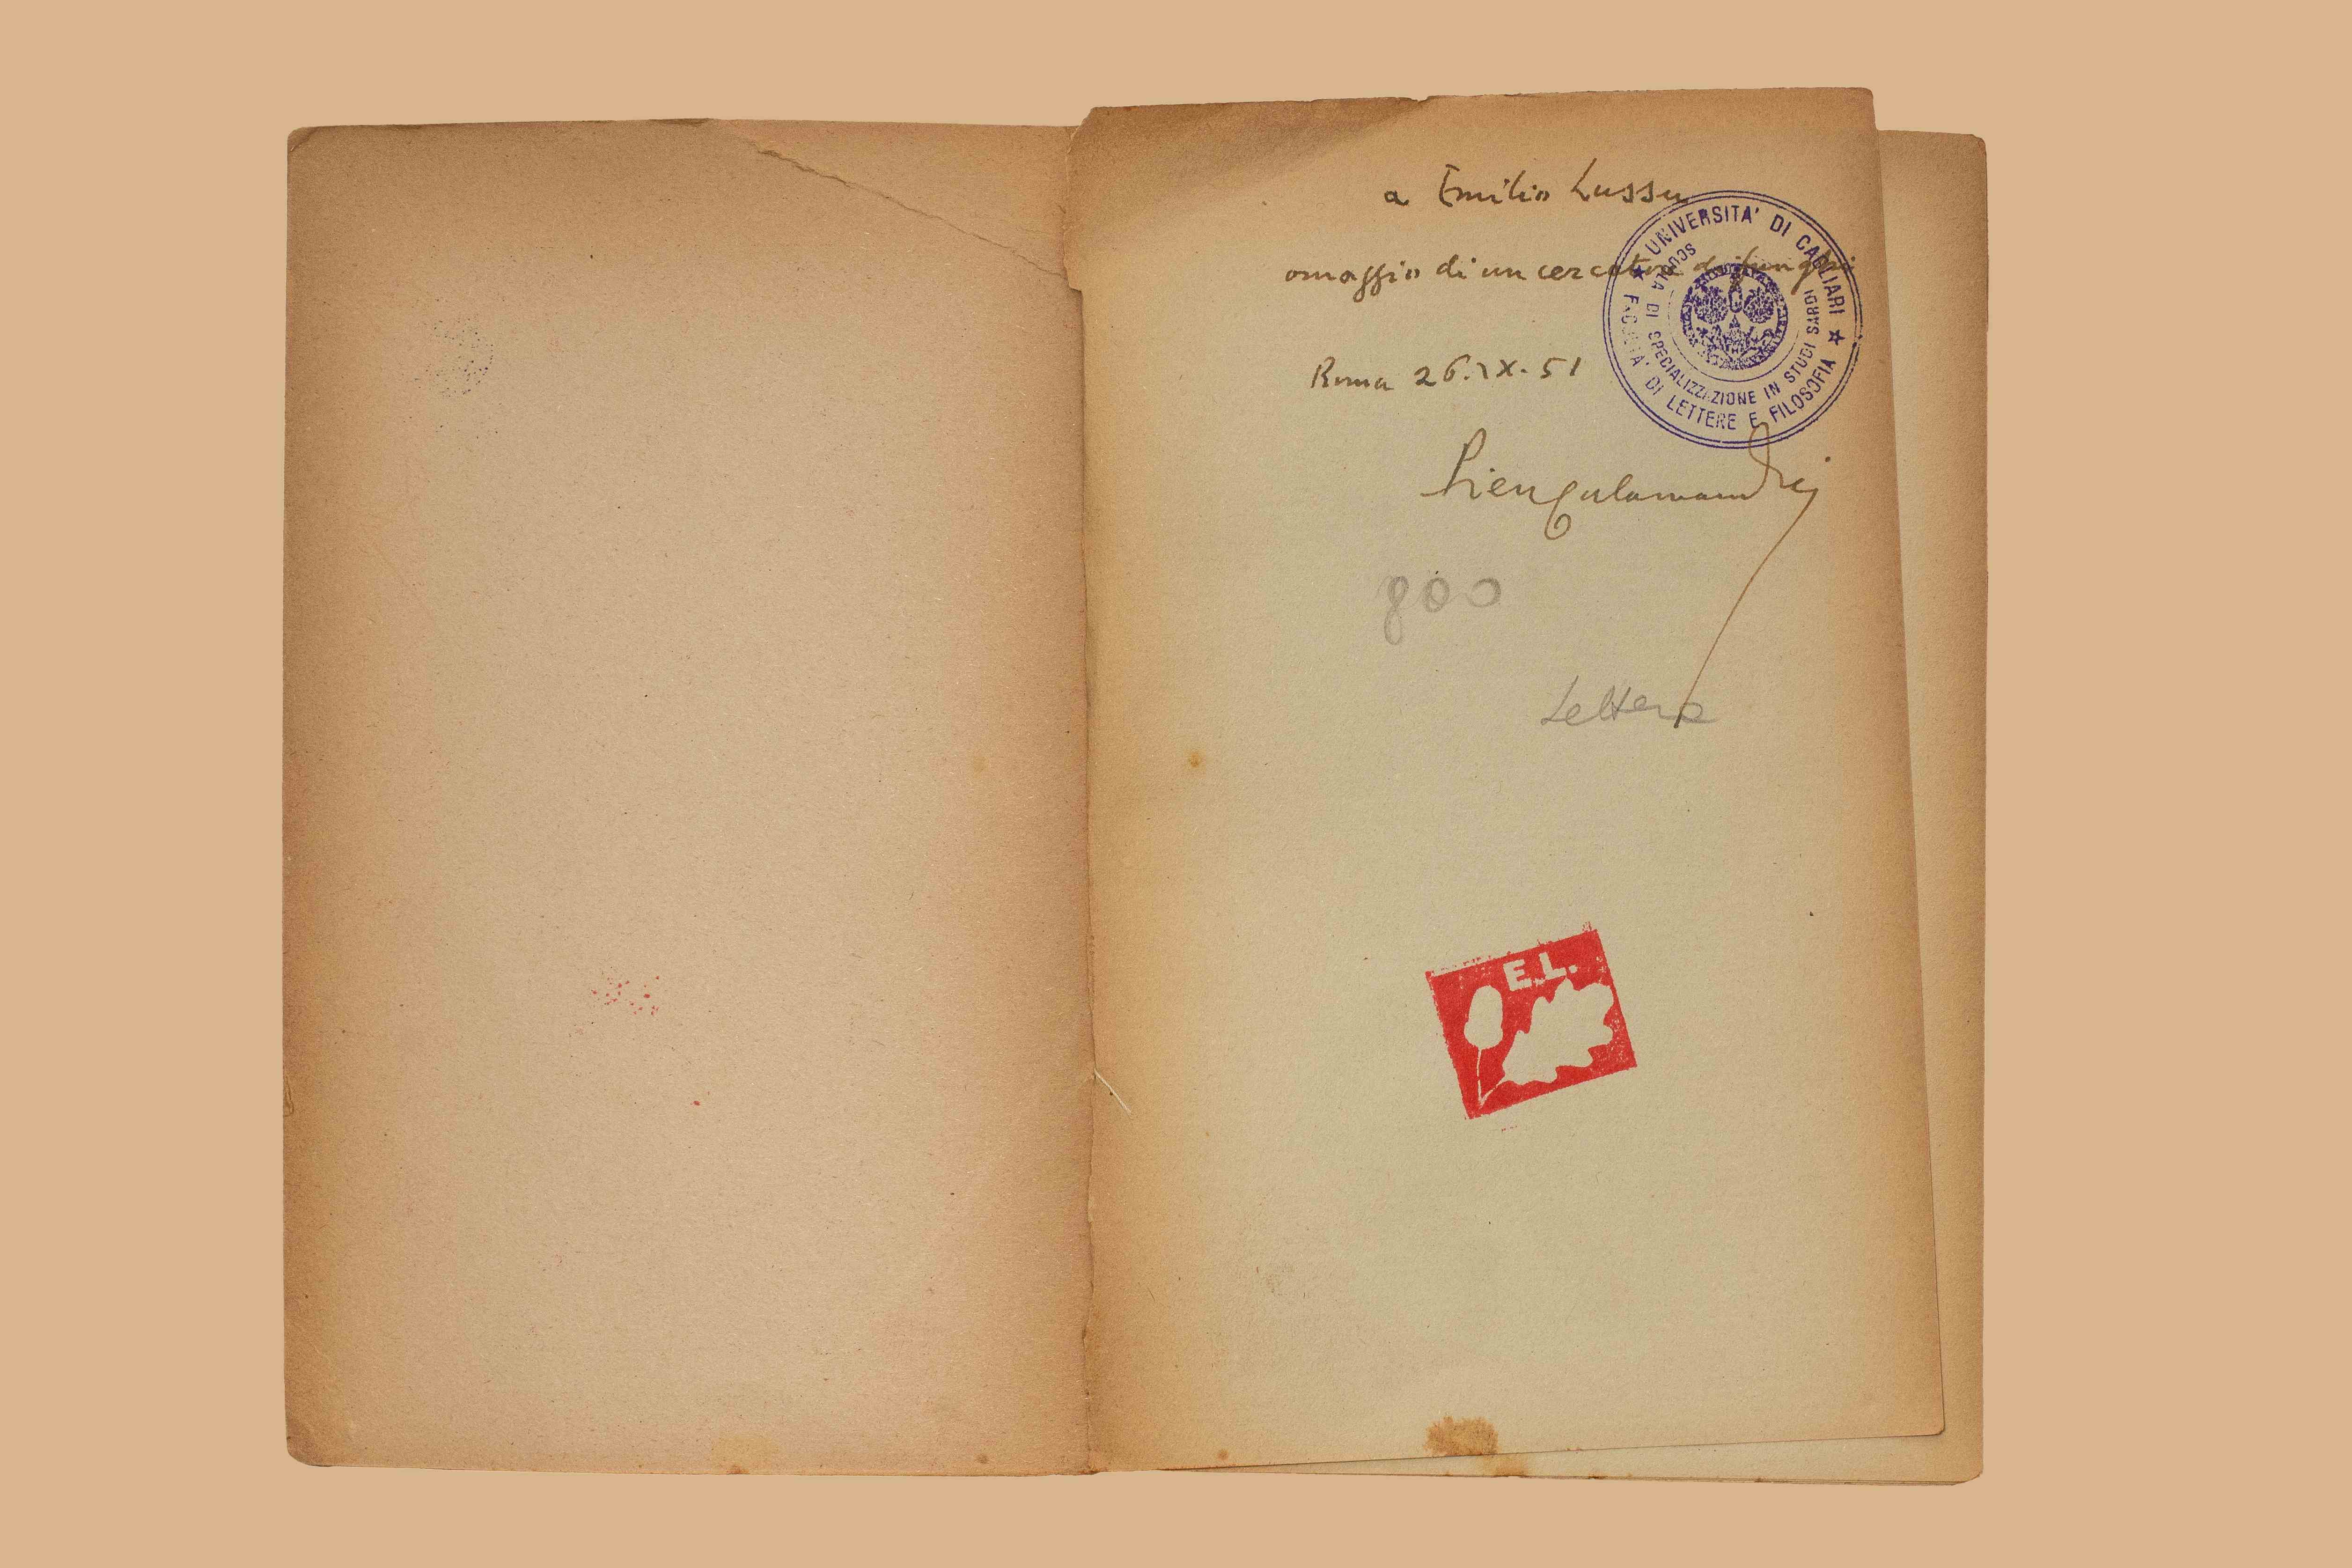 a Emilio Lussu
omaggio di un cercatore di funghi
Roma 26.IX.51
Piero Calamandrei
★ UNIVERSITA' DI CAGLIARI ★
FACOLTA' DI LETTERE E FILOSOFIA
SCUOLA DI SPECIALIZZAZIONE IN STUDI SARDI
800
Lettera
E.L.